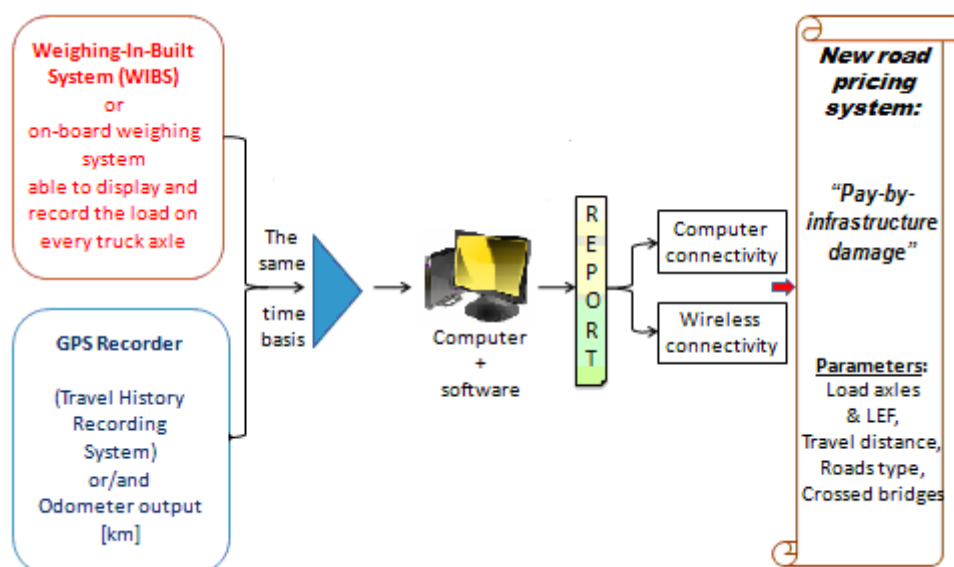 Weighing-In-Built
System (WIBS)
or
on-board weighing
system
able to display and
record the load on
every truck axle
GPS Recorder
(Travel History
Recording
System)
or/and
Odometer output
[km]
The
same
time
basis
Computer
+
software
REPORT
Computer
connectivity
Wireless
connectivity
New road
pricing
system:
“Pay-by-
infrastructure
damage”
Parameters:
Load axles
& LEF,
Travel distance,
Roads type,
Crossed bridges